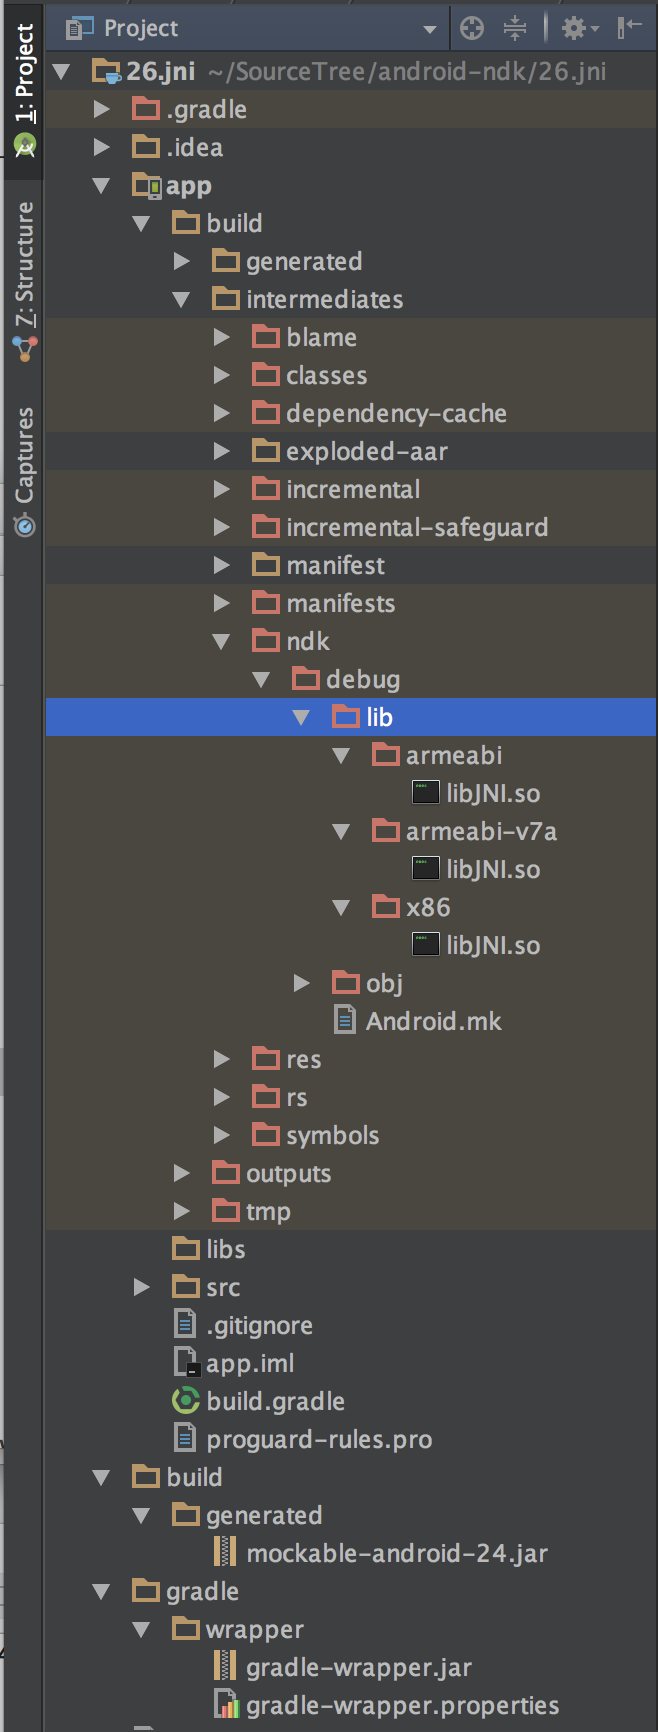 Project
1: Project
7: Structure
Captures
26.jni ~/SourceTree/android-ndk/26.jni
.gradle
.idea
app
build
generated
intermediates
blame
classes
dependency-cache
exploded-aar
incremental
incremental-safeguard
manifest
manifests
ndk
debug
lib
armeabi
libJNI.so
armeabi-v7a
libJNI.so
x86
libJNI.so
obj
Android.mk
res
rs
symbols
outputs
tmp
libs
src
.gitignore
app.iml
build.gradle
proguard-rules.pro
build
generated
mockable-android-24.jar
gradle
wrapper
gradle-wrapper.jar
gradle-wrapper.properties